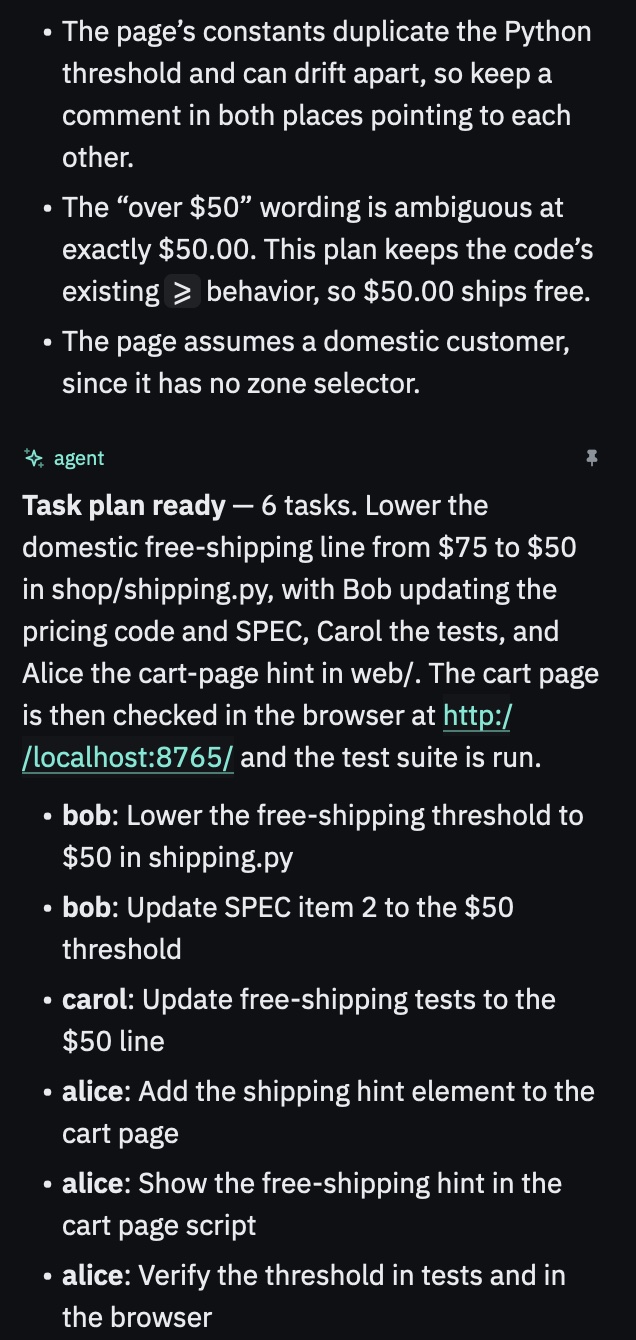 • The page’s constants duplicate the Python
threshold and can drift apart, so keep a
comment in both places pointing to each
other.
• The “over $50” wording is ambiguous at
exactly $50.00. This plan keeps the code’s
existing ⩾ behavior, so $50.00 ships free.
• The page assumes a domestic customer,
since it has no zone selector.
agent
Task plan ready — 6 tasks. Lower the
domestic free-shipping line from $75 to $50
in shop/shipping.py, with Bob updating the
pricing code and SPEC, Carol the tests, and
Alice the cart-page hint in web/. The cart page
is then checked in the browser at http:/
/localhost:8765/ and the test suite is run.
• bob: Lower the free-shipping threshold to
$50 in shipping.py
• bob: Update SPEC item 2 to the $50
threshold
• carol: Update free-shipping tests to the
$50 line
• alice: Add the shipping hint element to the
cart page
• alice: Show the free-shipping hint in the
cart page script
• alice: Verify the threshold in tests and in
the browser